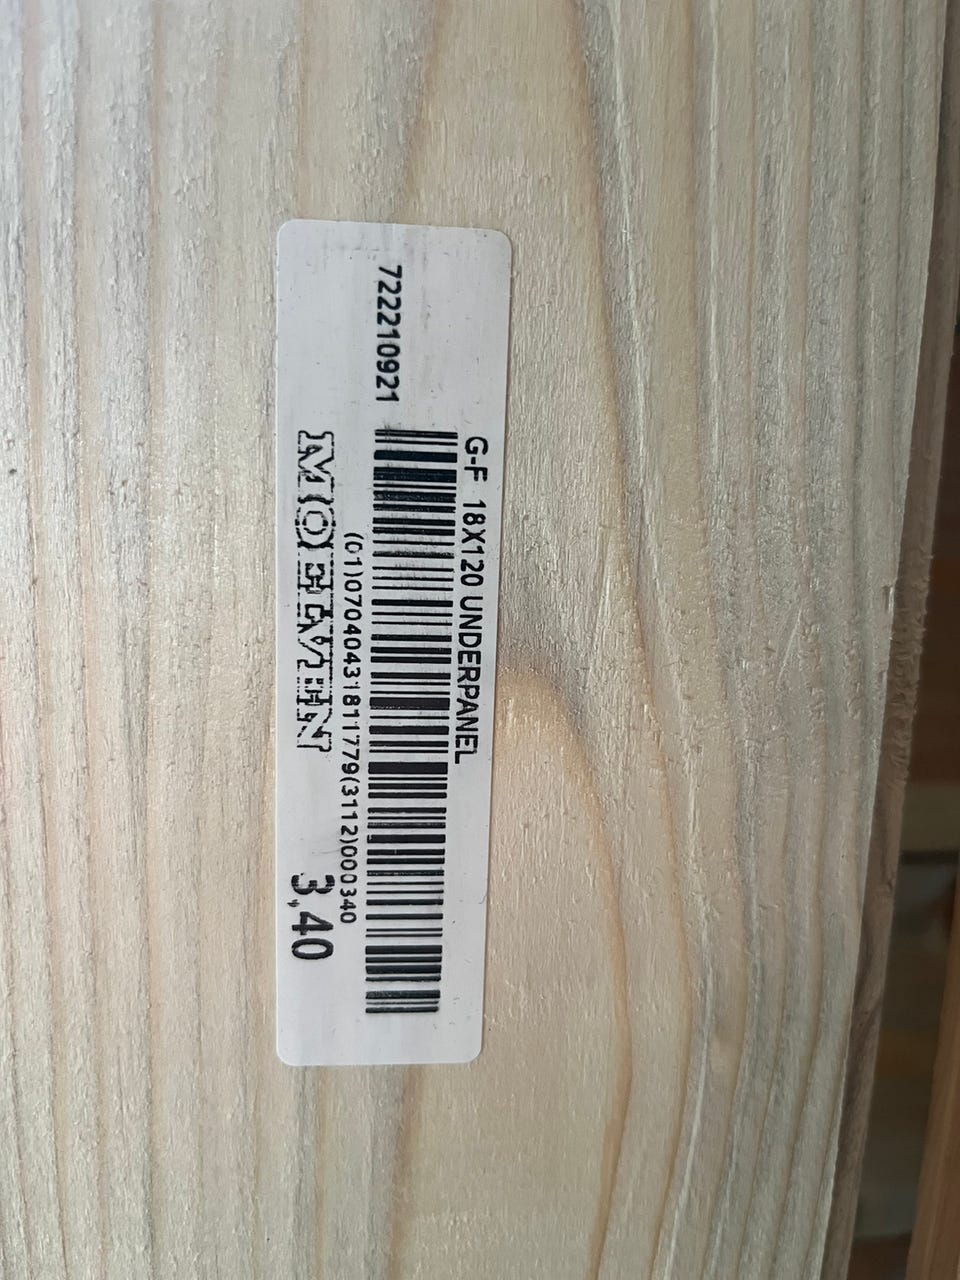 G-F 18X120 UNDERPANEL
722210921
(01)07040431811779(3112)000340
MOELVEN
3,40